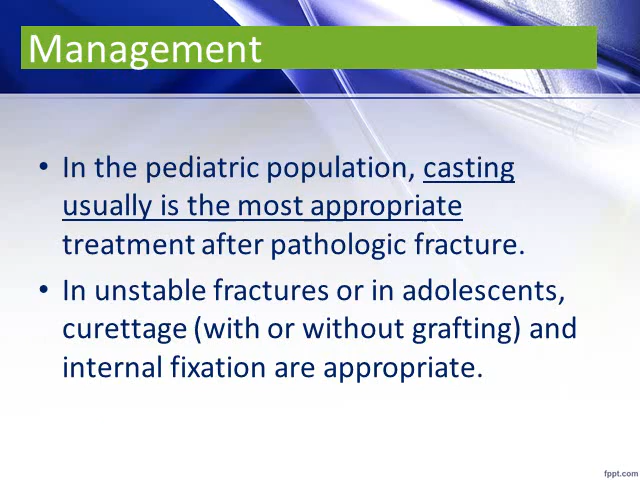 Management
• In the pediatric population, casting
usually is the most appropriate
treatment after pathologic fracture.
• In unstable fractures or in adolescents,
curettage (with or without grafting) and
internal fixation are appropriate.
fppt.com